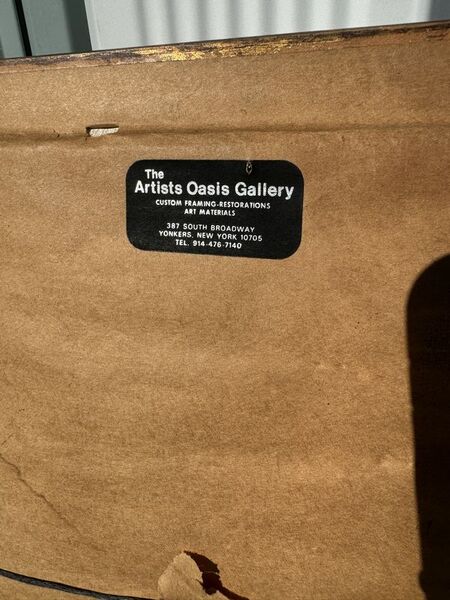 The
Artists Oasis Gallery
CUSTOM FRAMING-RESTORATIONS
ART MATERIALS
387 SOUTH BROADWAY
YONKERS, NEW YORK 10705
TEL. 914-476-7140